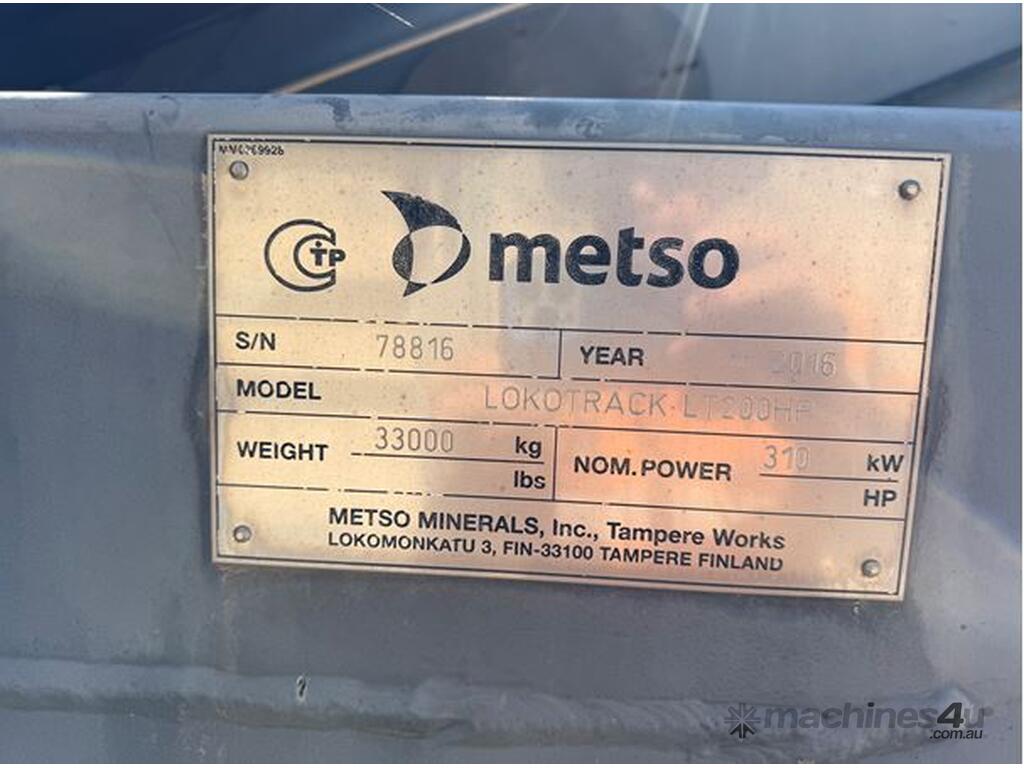 MM0269926
CTP metso
S/N 78816 YEAR 2016
MODEL LOKOTRACK LT200HP
WEIGHT 33000 kg
lbs
NOM.POWER 310 kW
HP
METSO MINERALS, Inc., Tampere Works
LOKOMONKATU 3, FIN-33100 TAMPERE FINLAND
machines4u
.com.au